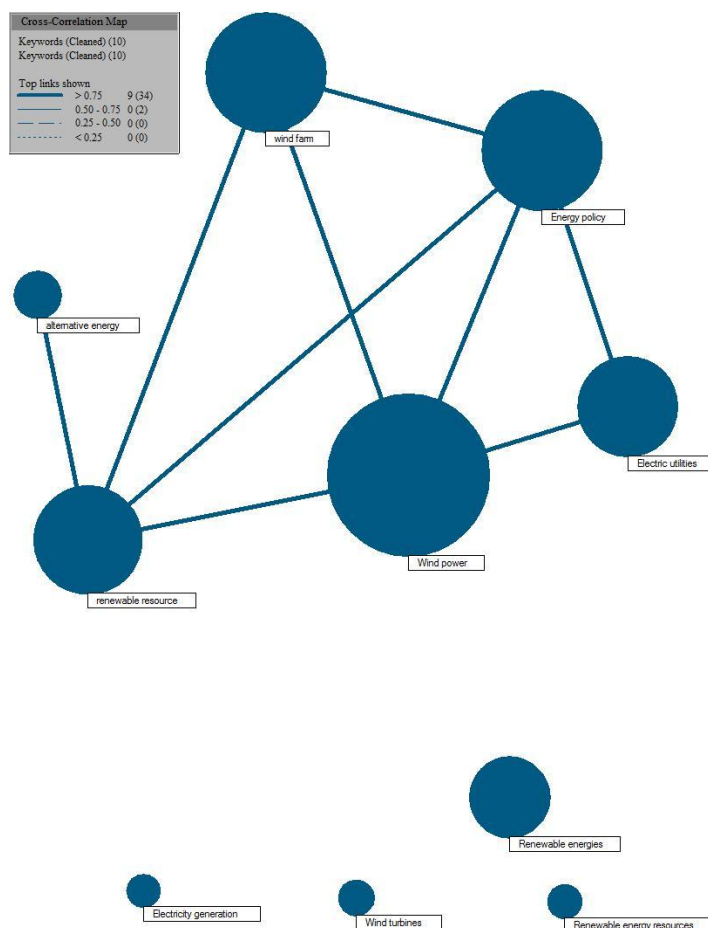 Cross-Correlation Map
Keywords (Cleaned) (10)
Keywords (Cleaned) (10)
Top links shown
> 0.75 9 (34)
0.50 - 0.75 0 (2)
0.25 - 0.50 0 (0)
< 0.25 0 (0)
wind farm
Energy policy
alternative energy
Electric utilities
Wind power
renewable resource
Renewable energies
Electricity generation
Wind turbines
Renewable energy resources